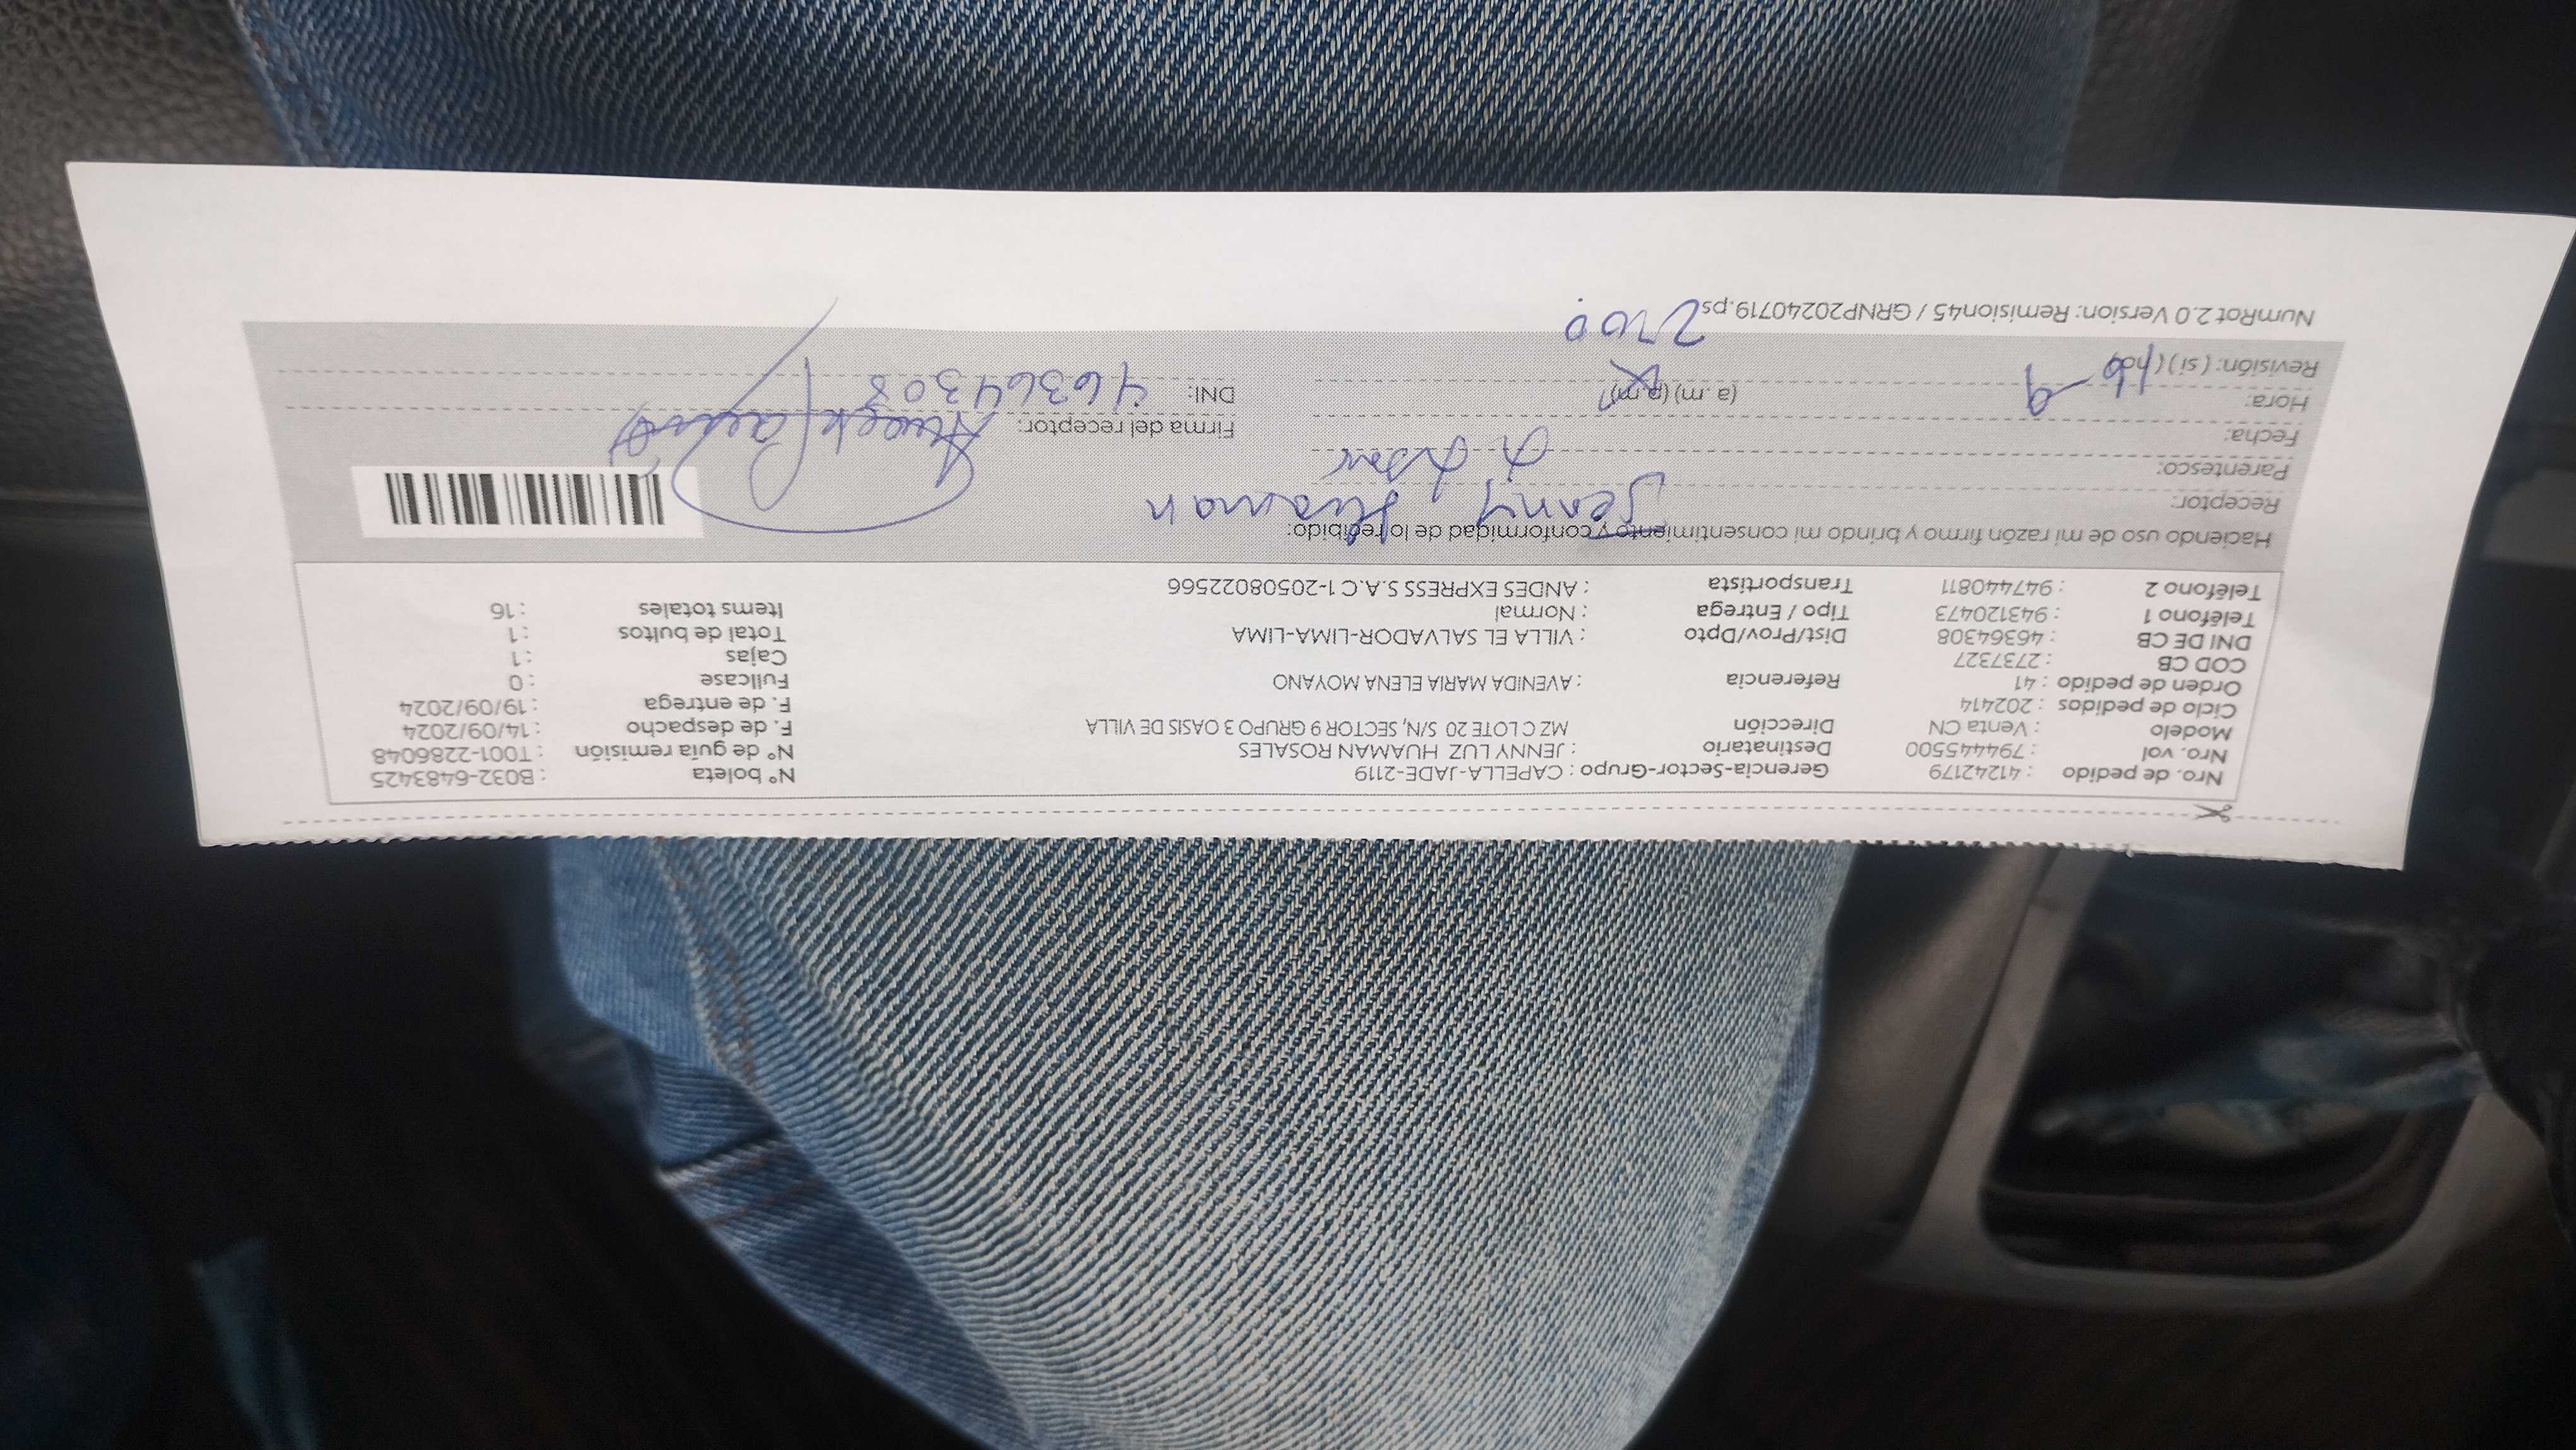 Nro. de pedido : 41242179 Gerencia-Sector-Grupo : CAPELLA-JADE-2119 N° boleta : B032-6483425
Nro. vol : 794445500 Destinatario : JENNY LUZ HUAMAN ROSALES N° de guía remisión : T001-2286048
Modelo : Venta CN Dirección MZ C LOTE 20 S/N, SECTOR 9 GRUPO 3 OASIS DE VILLA F. de despacho : 14/09/2024
Ciclo de pedidos : 202414 F. de entrega : 19/09/2024
Orden de pedido : 41 Referencia : AVENIDA MARIA ELENA MOYANO Fullcase : 0
COD CB : 2737327 Cajas : 1
DNI DE CB : 46364308 Dist/Prov/Dpto : VILLA EL SALVADOR-LIMA-LIMA Total de bultos : 1
Teléfono 1 : 943120473 Tipo / Entrega : Normal Items totales : 16
Teléfono 2 : 947440811 Transportista : ANDES EXPRESS S.A.C 1-20508022566
Haciendo uso de mi razón firmo y brindo mi consentimiento y conformidad de lo recibido:
Receptor: Jenny Huaman
Parentesco:
Fecha: Firma del receptor:
Hora: (a. m) (p.m) DNI: 46364308
Revisión: ( si ) ( no)
NumRot 2.0 Version: Remision45 / GRNP20240719.ps